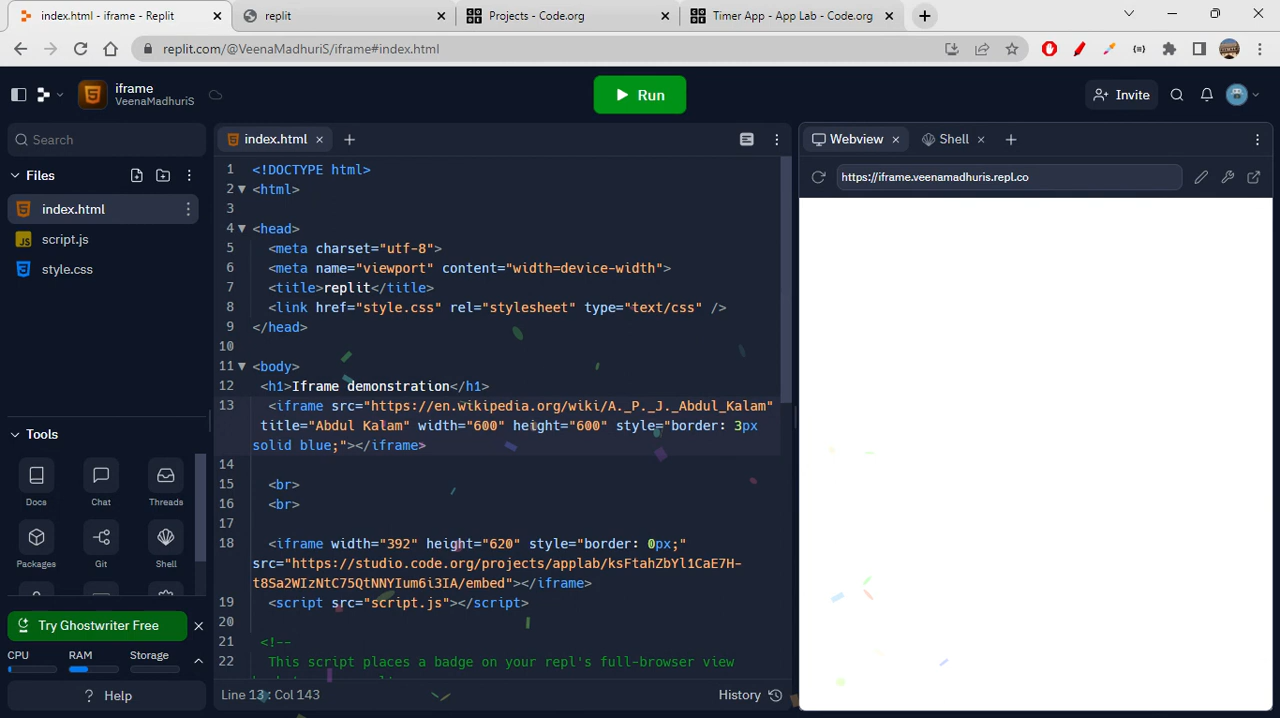 index.html - iframe - Replit
replit
Projects - Code.org
Timer App - App Lab - Code.org
replit.com/@VeenaMadhuriS/iframe#index.html
iframe
VeenaMadhuriS
Run
Invite
Search
index.html
Webview
Shell
Files
https://iframe.veenamadhuris.repl.co
index.html
script.js
style.css
1 <!DOCTYPE html>
2 <html>
3
4 <head>
5 <meta charset="utf-8">
6 <meta name="viewport" content="width=device-width">
7 <title>replit</title>
8 <link href="style.css" rel="stylesheet" type="text/css" />
9 </head>
10
11 <body>
12 <h1>Iframe demonstration</h1>
13 <iframe src="https://en.wikipedia.org/wiki/A._P._J._Abdul_Kalam"
title="Abdul Kalam" width="600" height="600" style="border: 3px
solid blue;"></iframe>
14
15 <br>
16 <br>
17
18 <iframe width="392" height="620" style="border: 0px;"
src="https://studio.code.org/projects/applab/ksFtahZbYl1CaE7H-
t8Sa2WIzNtC75QtNNYIum6i3IA/embed"></iframe>
19 <script src="script.js"></script>
20
21 <!--
22 This script places a badge on your repl's full-browser view
Tools
Docs
Chat
Threads
Packages
Git
Shell
Try Ghostwriter Free
CPU
RAM
Storage
Help
Line 13 : Col 143
History